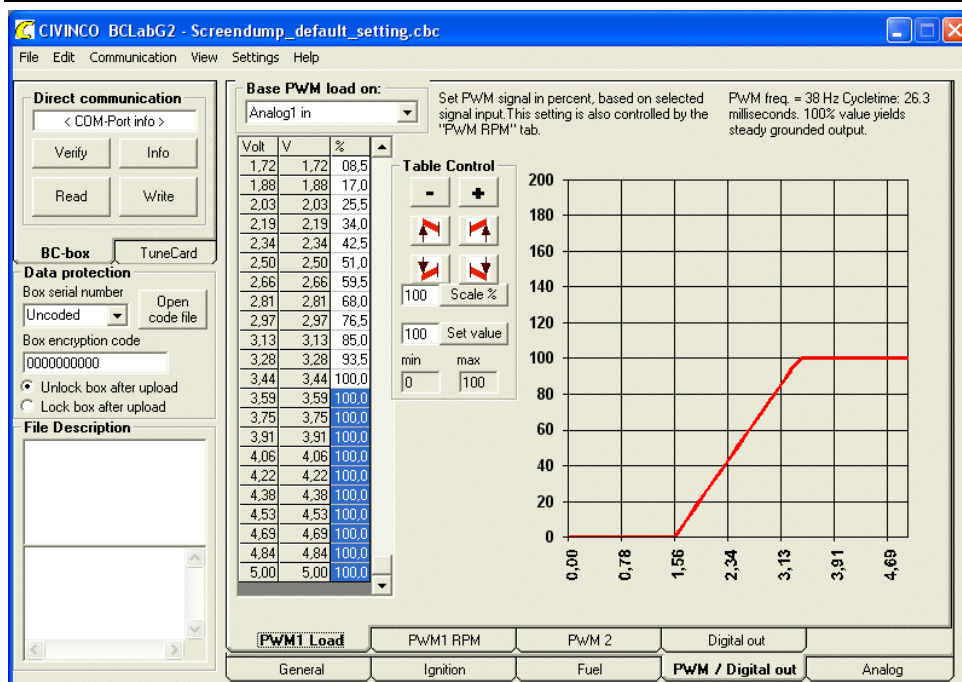 CIVINCO BCLabG2 - Screendump_default_setting.cbc
File Edit Communication View Settings Help
Direct communication
< COM-Port info >
Verify Info
Read Write
BC-box TuneCard
Data protection
Box serial number
Uncoded
Open code file
Box encryption code
0000000000
Unlock box after upload
Lock box after upload
File Description
Base PWM load on:
Analog1 in
Set PWM signal in percent, based on selected
signal input.This setting is also controlled by the
"PWM RPM" tab.
PWM freq. = 38 Hz Cycletime: 26.3
milliseconds. 100% value yields
steady grounded output.
Volt V %
1,72 1,72 08,5
1,88 1,88 17,0
2,03 2,03 25,5
2,19 2,19 34,0
2,34 2,34 42,5
2,50 2,50 51,0
2,66 2,66 59,5
2,81 2,81 68,0
2,97 2,97 76,5
3,13 3,13 85,0
3,28 3,28 93,5
3,44 3,44 100,0
3,59 3,59 100,0
3,75 3,75 100,0
3,91 3,91 100,0
4,06 4,06 100,0
4,22 4,22 100,0
4,38 4,38 100,0
4,53 4,53 100,0
4,69 4,69 100,0
4,84 4,84 100,0
5,00 5,00 100,0
Table Control
- +
100 Scale %
100 Set value
min max
0 100
200
180
160
140
120
100
80
60
40
20
0
0,00 0,78 1,56 2,34 3,13 3,91 4,69
PWM1 Load PWM1 RPM PWM 2 Digital out
General Ignition Fuel PWM / Digital out Analog